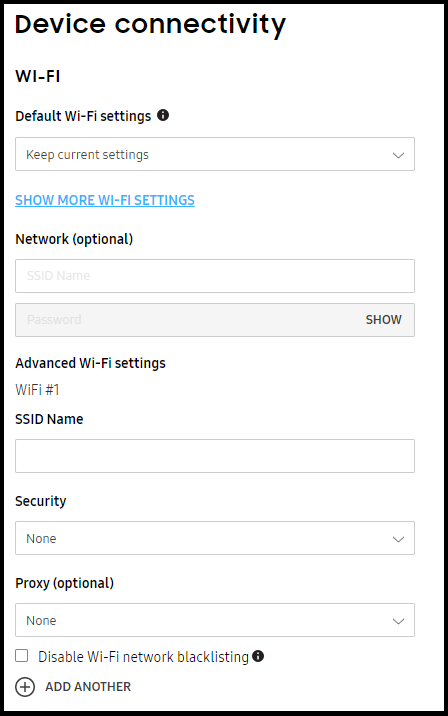 Device connectivity
WI-FI
Default Wi-Fi settings
Keep current settings
SHOW MORE WI-FI SETTINGS
Network (optional)
SSID Name
Password SHOW
Advanced Wi-Fi settings
WiFi #1
SSID Name
Security
None
Proxy (optional)
None
Disable Wi-Fi network blacklisting
ADD ANOTHER